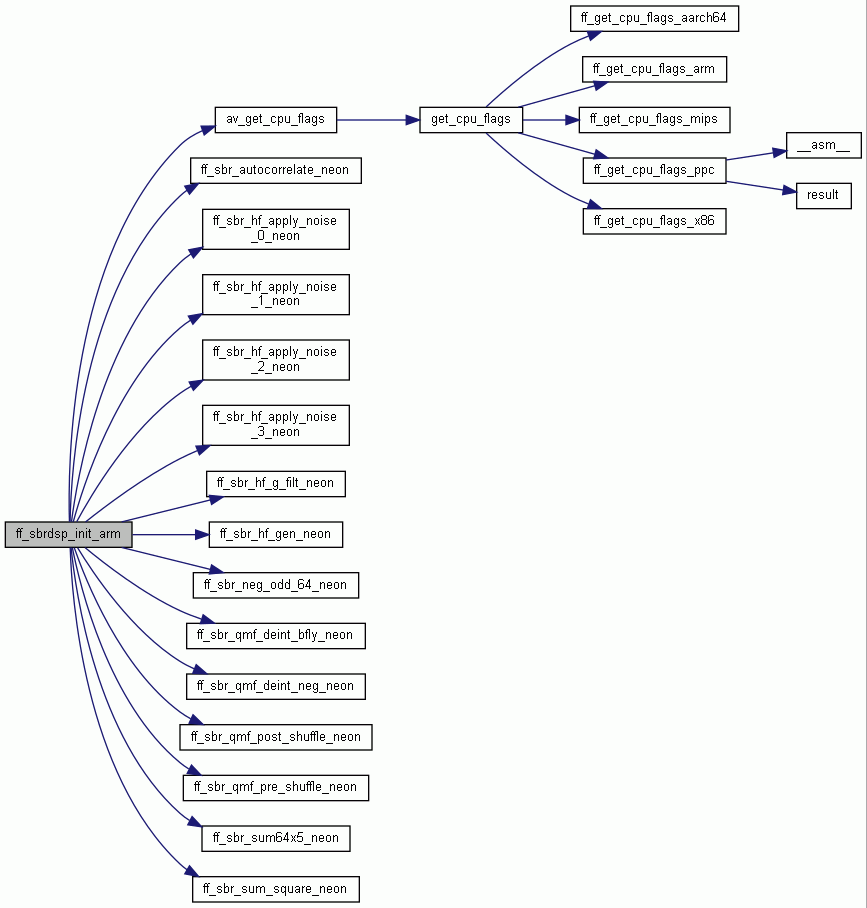 ff_get_cpu_flags_aarch64
ff_get_cpu_flags_arm
av_get_cpu_flags
get_cpu_flags
ff_get_cpu_flags_mips
__asm__
ff_sbr_autocorrelate_neon
ff_get_cpu_flags_ppc
result
ff_sbr_hf_apply_noise
_0_neon
ff_get_cpu_flags_x86
ff_sbr_hf_apply_noise
_1_neon
ff_sbr_hf_apply_noise
_2_neon
ff_sbr_hf_apply_noise
_3_neon
ff_sbr_hf_g_filt_neon
ff_sbrdsp_init_arm
ff_sbr_hf_gen_neon
ff_sbr_neg_odd_64_neon
ff_sbr_qmf_deint_bfly_neon
ff_sbr_qmf_deint_neg_neon
ff_sbr_qmf_post_shuffle_neon
ff_sbr_qmf_pre_shuffle_neon
ff_sbr_sum64x5_neon
ff_sbr_sum_square_neon